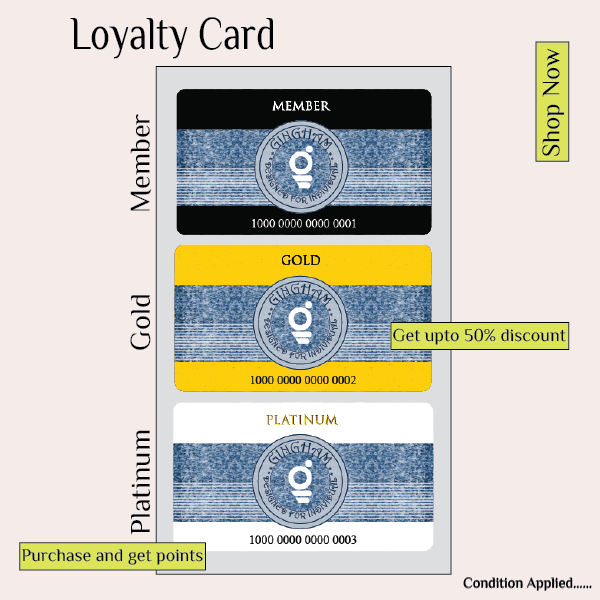 Loyalty Card
Shop Now
Member
MEMBER
GINGHAM
DESIGNED FOR INDIVIDUAL
1000 0000 0000 0001
Gold
GOLD
GINGHAM
DESIGNED FOR INDIVIDUAL
Get upto 50% discount
1000 0000 0000 0002
Platinum
PLATINUM
GINGHAM
DESIGNED FOR INDIVIDUAL
1000 0000 0000 0003
Purchase and get points
Condition Applied......